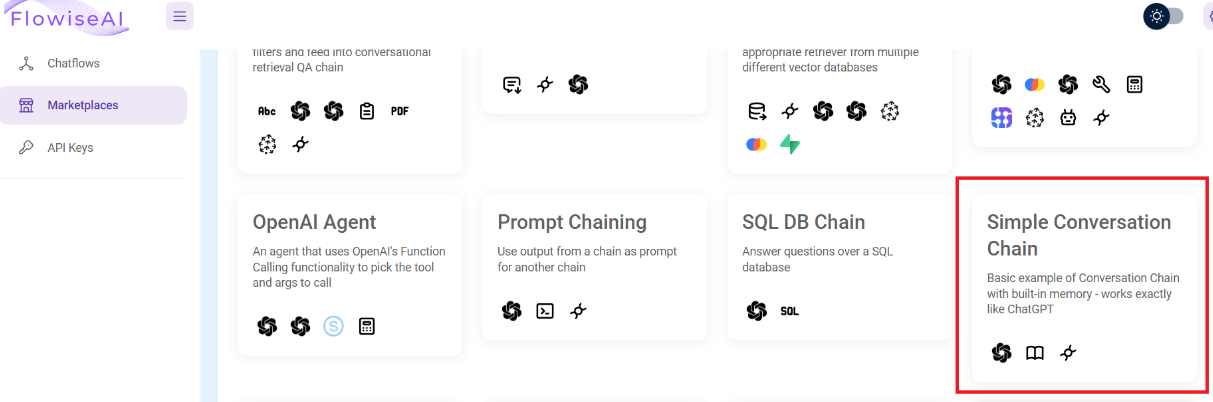 FlowiseAI
Chatflows
Marketplaces
API Keys
filters and feed into conversational
retrieval QA chain
Abc
PDF
appropriate retriever from multiple
different vector databases
OpenAI Agent
An agent that uses OpenAI's Function
Calling functionality to pick the tool
and args to call
S
Prompt Chaining
Use output from a chain as prompt
for another chain
SQL DB Chain
Answer questions over a SQL
database
SQL
Simple Conversation
Chain
Basic example of Conversation Chain
with built-in memory - works exactly
like ChatGPT